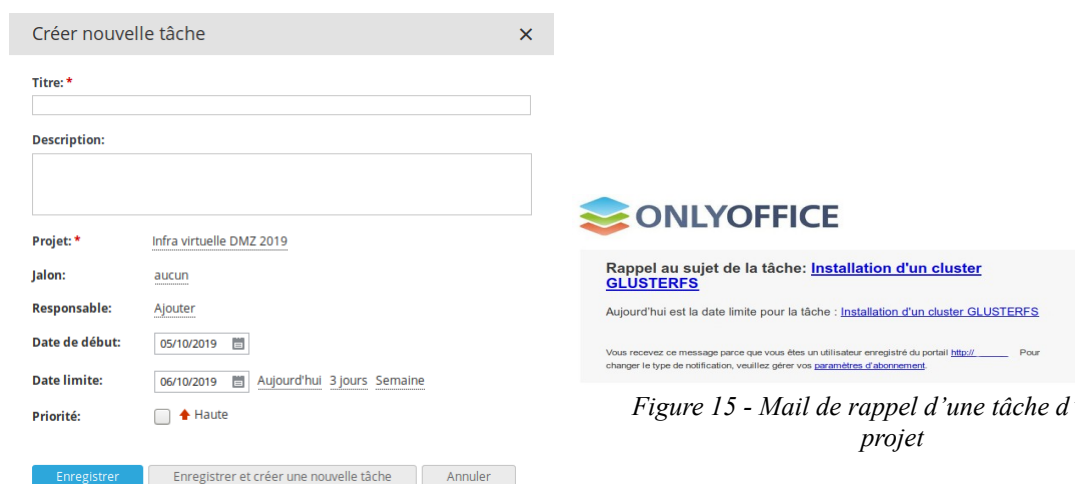 Créer nouvelle tâche
Titre: *
Description:
Projet: * Infra virtuelle DMZ 2019
Jalon: aucun
Responsable: Ajouter
Date de début: 05/10/2019
Date limite: 06/10/2019 Aujourd'hui 3 jours Semaine
Priorité: Haute
Enregistrer Enregistrer et créer une nouvelle tâche Annuler
ONLYOFFICE
Rappel au sujet de la tâche: Installation d'un cluster
GLUSTERFS
Aujourd'hui est la date limite pour la tâche : Installation d'un cluster GLUSTERFS
Vous recevez ce message parce que vous êtes un utilisateur enregistré du portail http:// Pour
changer le type de notification, veuillez gérer vos paramètres d'abonnement.
Figure 15 - Mail de rappel d’une tâche d
projet